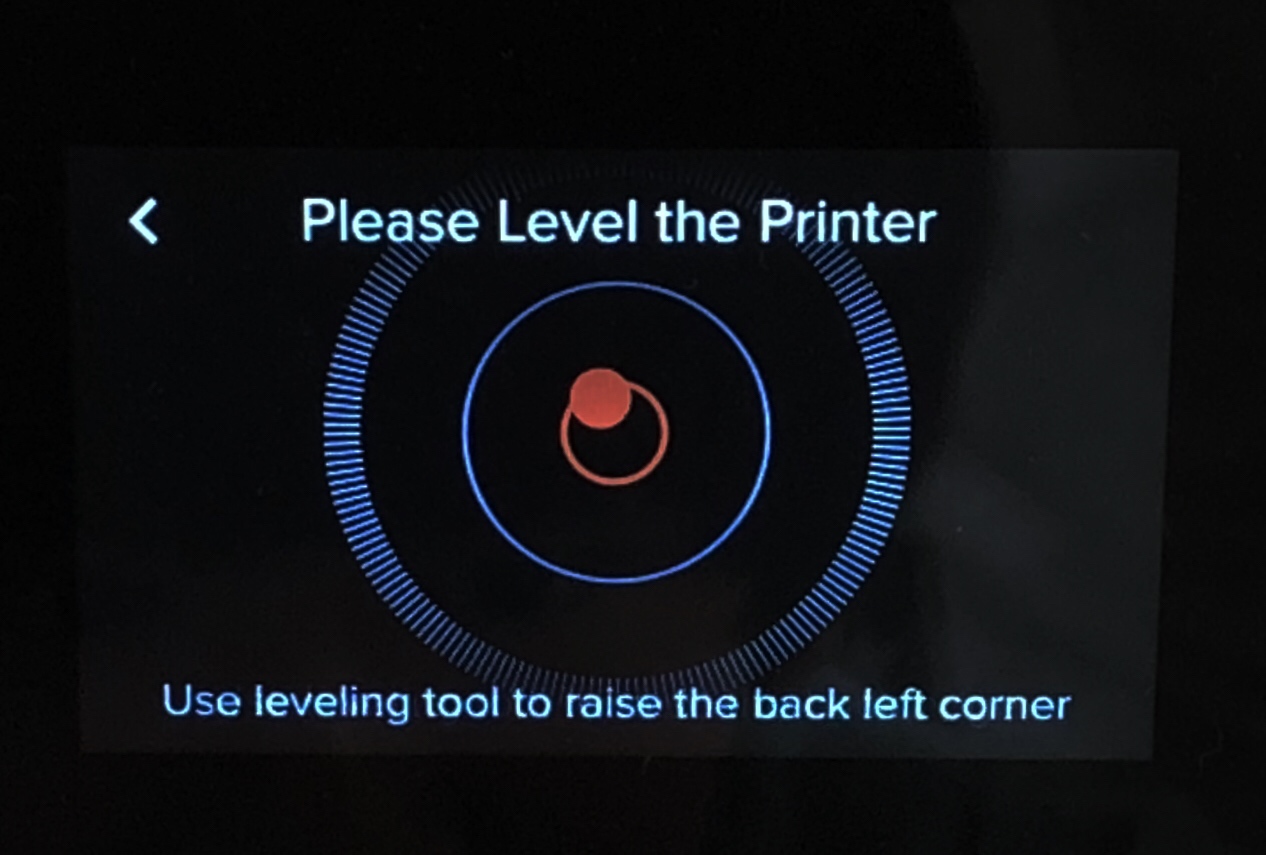 Please Level the Printer
Use leveling tool to raise the back left corner